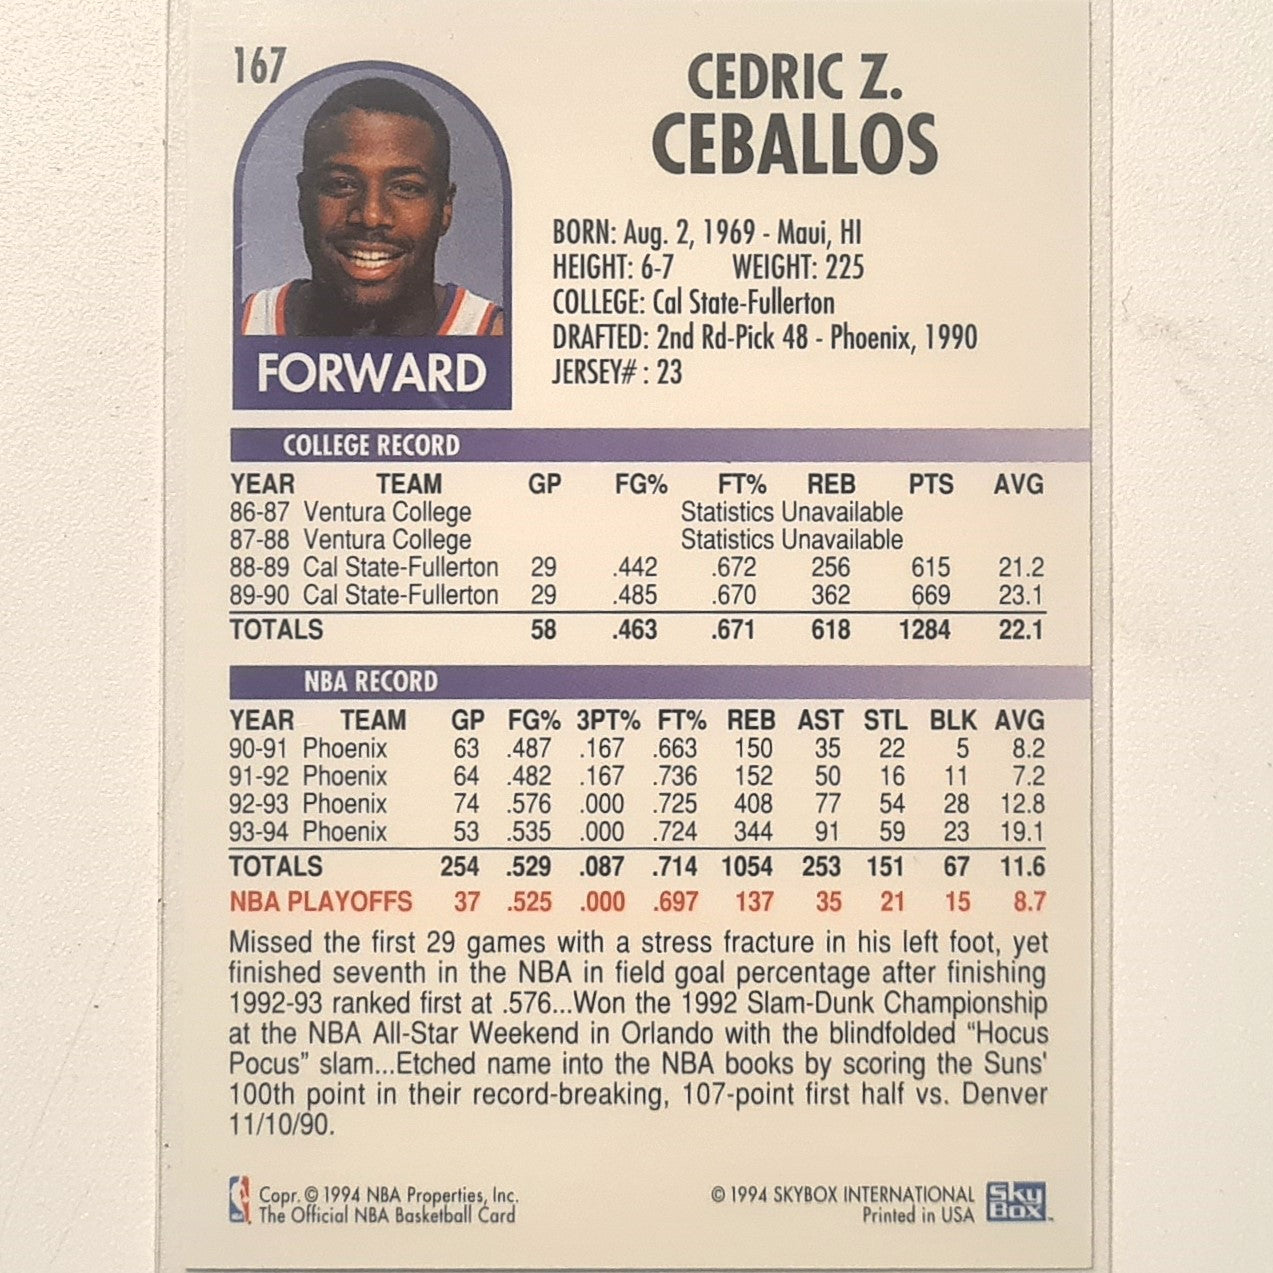 167
CEDRIC Z.
CEBALLOS
FORWARD
BORN: Aug. 2, 1969 - Maui, HI
HEIGHT: 6-7 WEIGHT: 225
COLLEGE: Cal State-Fullerton
DRAFTED: 2nd Rd-Pick 48 - Phoenix, 1990
JERSEY# : 23
COLLEGE RECORD
YEAR TEAM GP FG% FT% REB PTS AVG
86-87 Ventura College Statistics Unavailable
87-88 Ventura College Statistics Unavailable
88-89 Cal State-Fullerton 29 .442 .672 256 615 21.2
89-90 Cal State-Fullerton 29 .485 .670 362 669 23.1
TOTALS 58 .463 .671 618 1284 22.1
NBA RECORD
YEAR TEAM GP FG% 3PT% FT% REB AST STL BLK AVG
90-91 Phoenix 63 .487 .167 .663 150 35 22 5 8.2
91-92 Phoenix 64 .482 .167 .736 152 50 16 11 7.2
92-93 Phoenix 74 .576 .000 .725 408 77 54 28 12.8
93-94 Phoenix 53 .535 .000 .724 344 91 59 23 19.1
TOTALS 254 .529 .087 .714 1054 253 151 67 11.6
NBA PLAYOFFS 37 .525 .000 .697 137 35 21 15 8.7
Missed the first 29 games with a stress fracture in his left foot, yet
finished seventh in the NBA in field goal percentage after finishing
1992-93 ranked first at .576...Won the 1992 Slam-Dunk Championship
at the NBA All-Star Weekend in Orlando with the blindfolded “Hocus
Pocus” slam...Etched name into the NBA books by scoring the Suns'
100th point in their record-breaking, 107-point first half vs. Denver
11/10/90.
Copr. © 1994 NBA Properties, Inc.
The Official NBA Basketball Card
© 1994 SKYBOX INTERNATIONAL
Printed in USA
SkyBox™